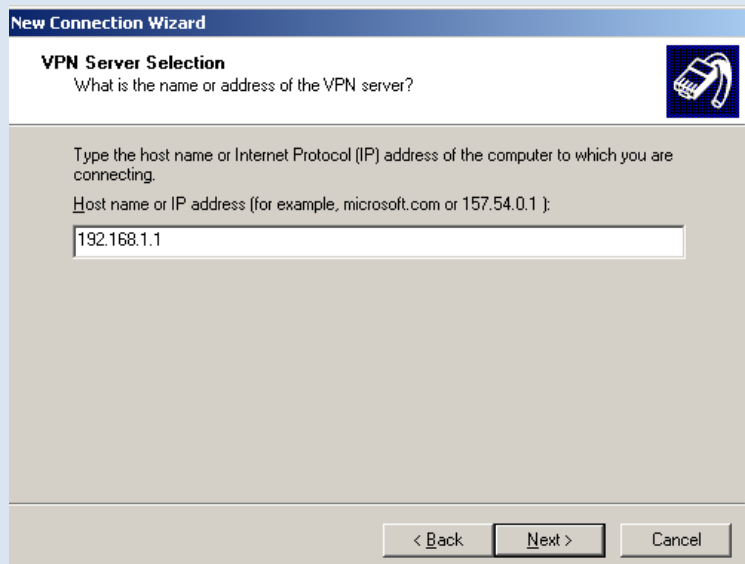 New Connection Wizard
VPN Server Selection
What is the name or address of the VPN server?
Type the host name or Internet Protocol (IP) address of the computer to which you are
connecting.
Host name or IP address (for example, microsoft.com or 157.54.0.1 ):
192.168.1.1
< Back Next > Cancel